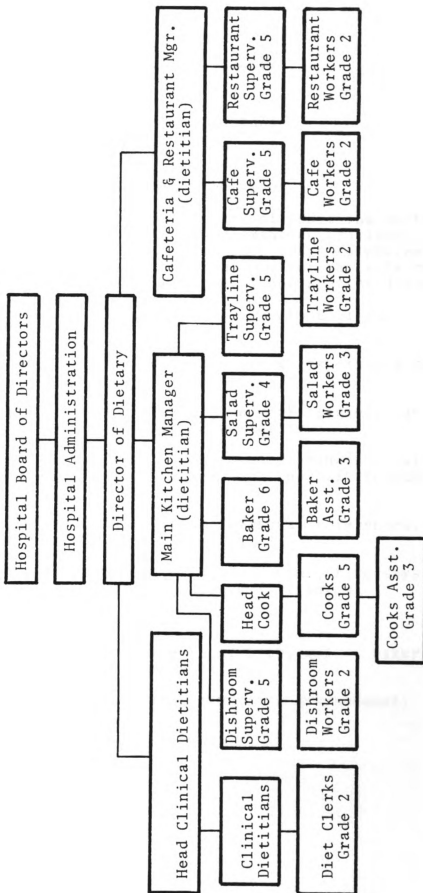 Hospital Board of Directors
Hospital Administration
Director of Dietary
Head Clinical Dietitians
Main Kitchen Manager
(dietitian)
Cafeteria & Restaurant Mgr.
(dietitian)
Clinical
Dietitians
Dishroom
Superv.
Grade 5
Head
Cook
Baker
Grade 6
Salad
Superv.
Grade 4
Trayline
Superv.
Grade 5
Cafe
Superv.
Grade 5
Restaurant
Superv.
Grade 5
Diet Clerks
Grade 2
Dishroom
Workers
Grade 2
Cooks
Grade 5
Baker
Asst.
Grade 3
Salad
Workers
Grade 3
Trayline
Workers
Grade 2
Cafe
Workers
Grade 2
Restaurant
Workers
Grade 2
Cooks Asst.
Grade 3